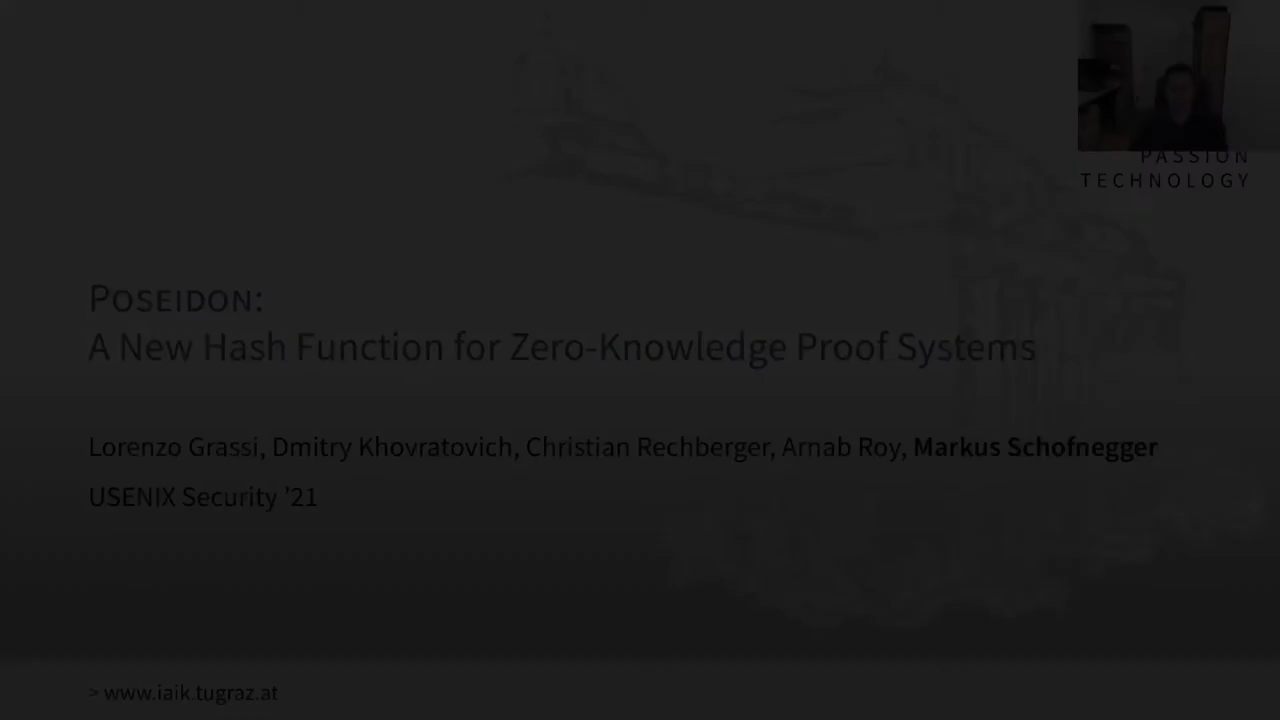 PASSION
TECHNOLOGY
POSEIDON:
A New Hash Function for Zero-Knowledge Proof Systems
Lorenzo Grassi, Dmitry Khovratovich, Christian Rechberger, Arnab Roy, Markus Schofnegger
USENIX Security '21
> www.iaik.tugraz.at